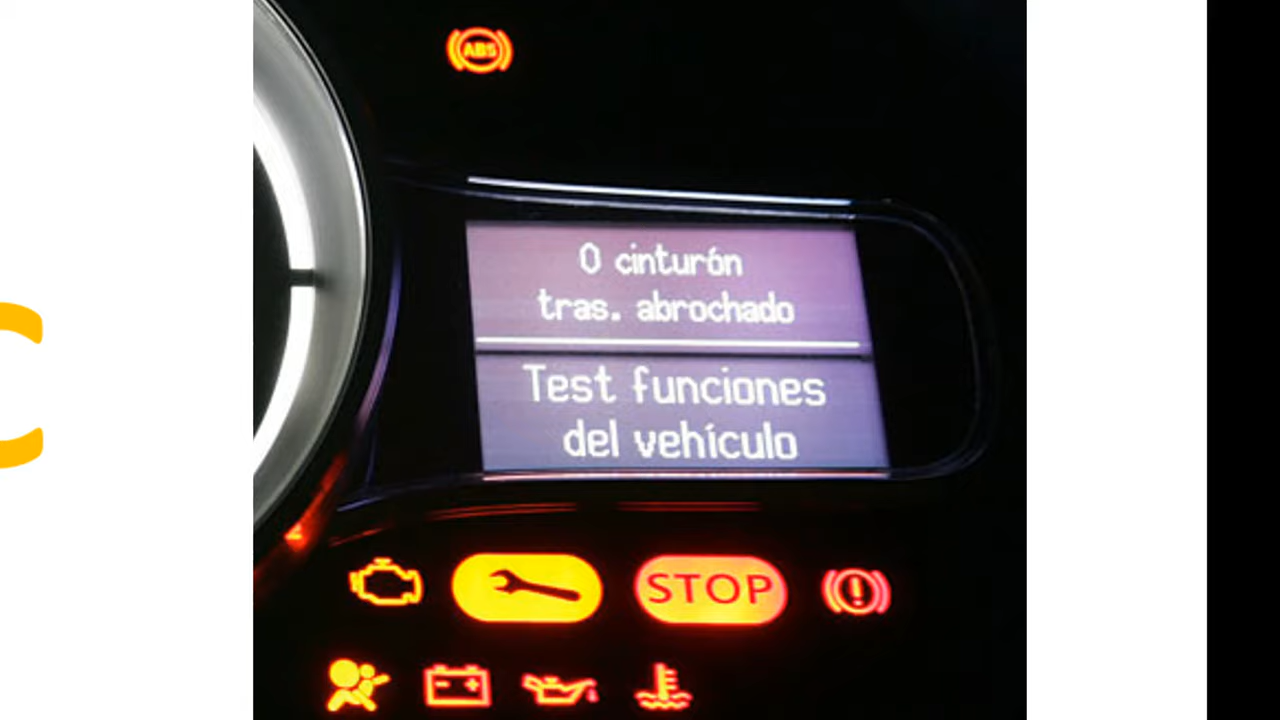 ABS
0 cinturón
tras. abrochado
Test funciones
del vehículo
STOP